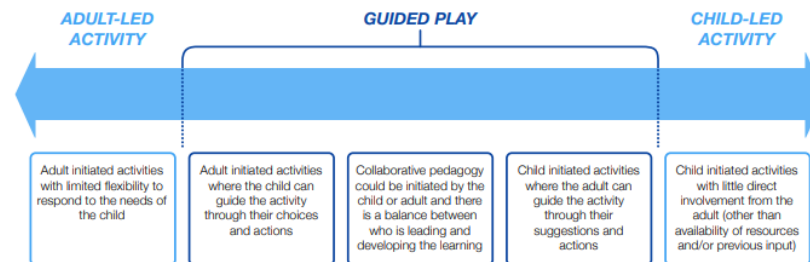 ADULT-LED
ACTIVITY
GUIDED PLAY
CHILD-LED
ACTIVITY
Adult initiated activities
with limited flexibility to
respond to the needs of
the child
Adult initiated activities
where the child can
guide the activity
through their choices
and actions
Collaborative pedagogy
could be initiated by the
child or adult and there
is a balance between
who is leading and
developing the learning
Child initiated activities
where the adult can
guide the activity
through their
suggestions and
actions
Child initiated activities
with little direct
involvement from the
adult (other than
availability of resources
and/or previous input)